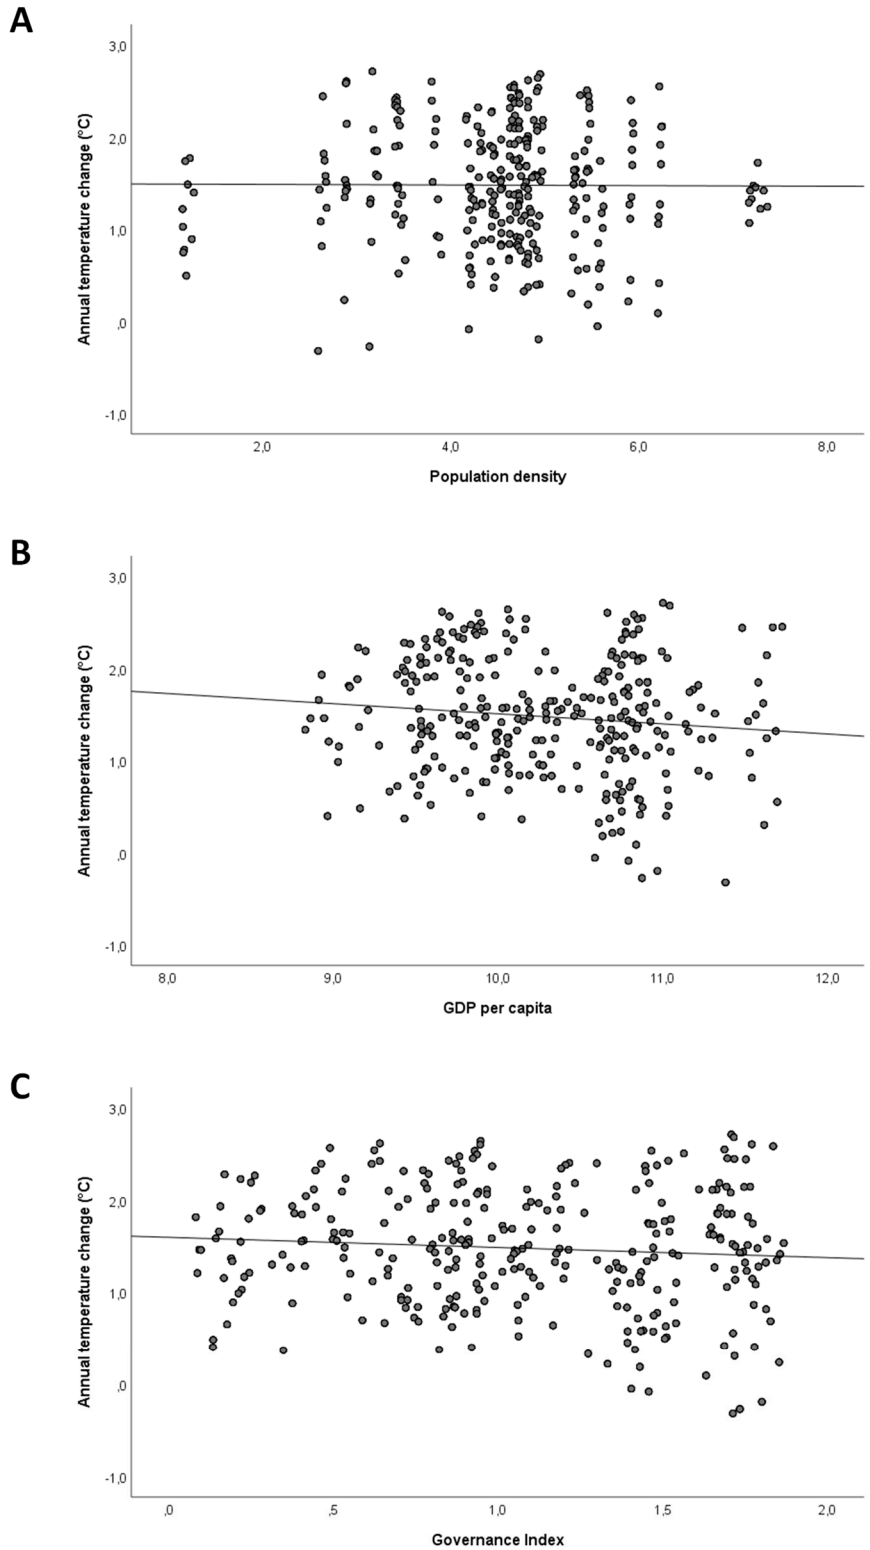 A
Annual temperature change (°C)
3,0
2,0
1,0
,0
-1,0
2,0 4,0 6,0 8,0
Population density
B
Annual temperature change (°C)
3,0
2,0
1,0
,0
-1,0
8,0 9,0 10,0 11,0 12,0
GDP per capita
C
Annual temperature change (°C)
3,0
2,0
1,0
,0
-1,0
,0 ,5 1,0 1,5 2,0
Governance Index